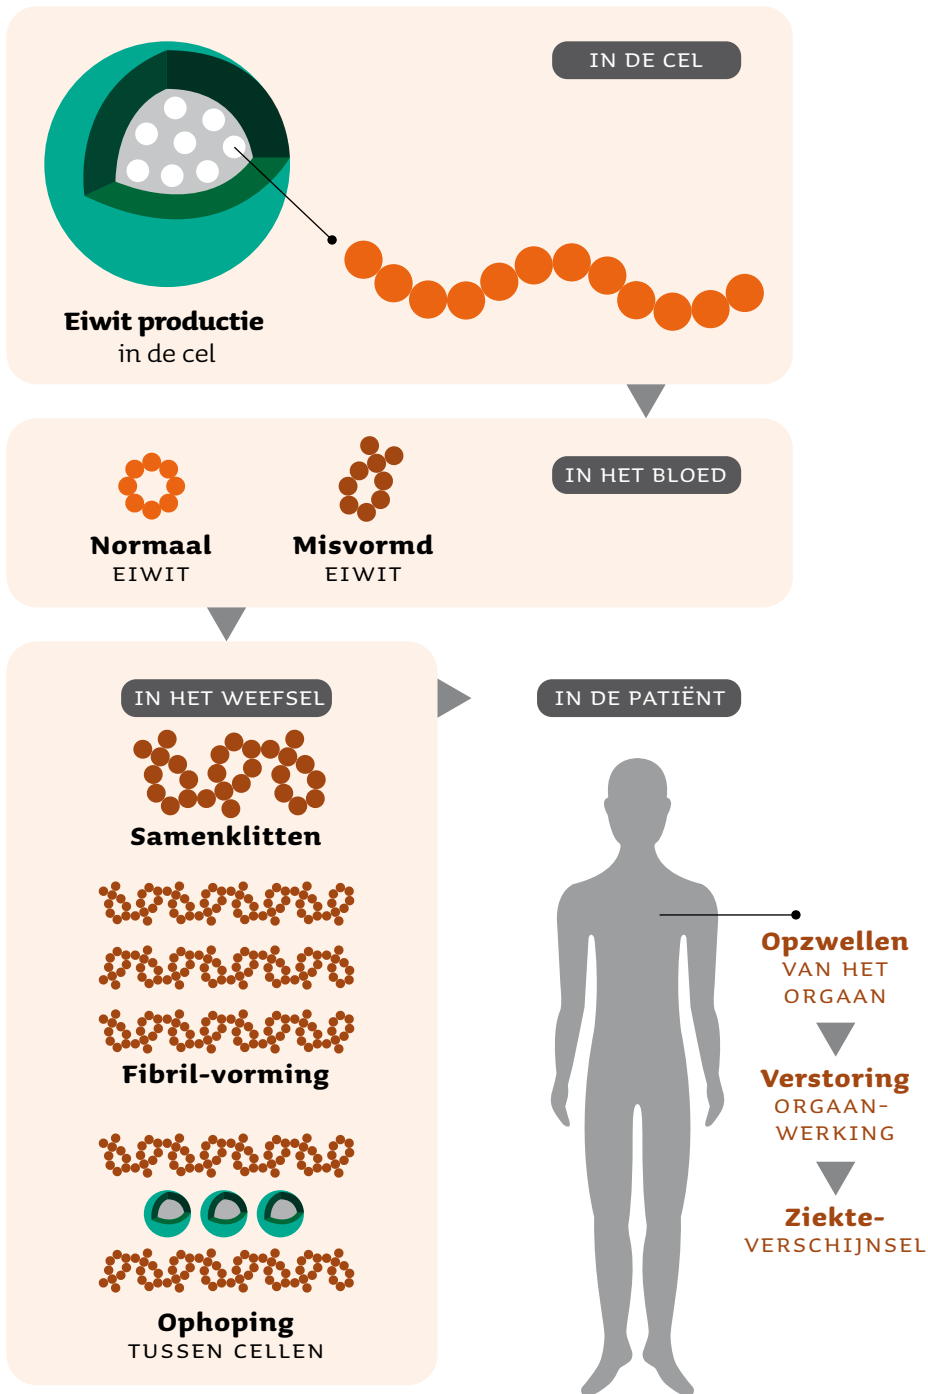 IN DE CEL
Eiwit productie
in de cel
IN HET BLOED
Normaal
EIWIT
Misvormd
EIWIT
IN HET WEEFSEL
Samenklitten
Fibril-vorming
Ophoping
TUSSEN CELLEN
IN DE PATIËNT
Opzwellen
VAN HET
ORGAAN
Verstoring
ORGAAN-
WERKING
Ziekte-
VERSCHIJNSEL